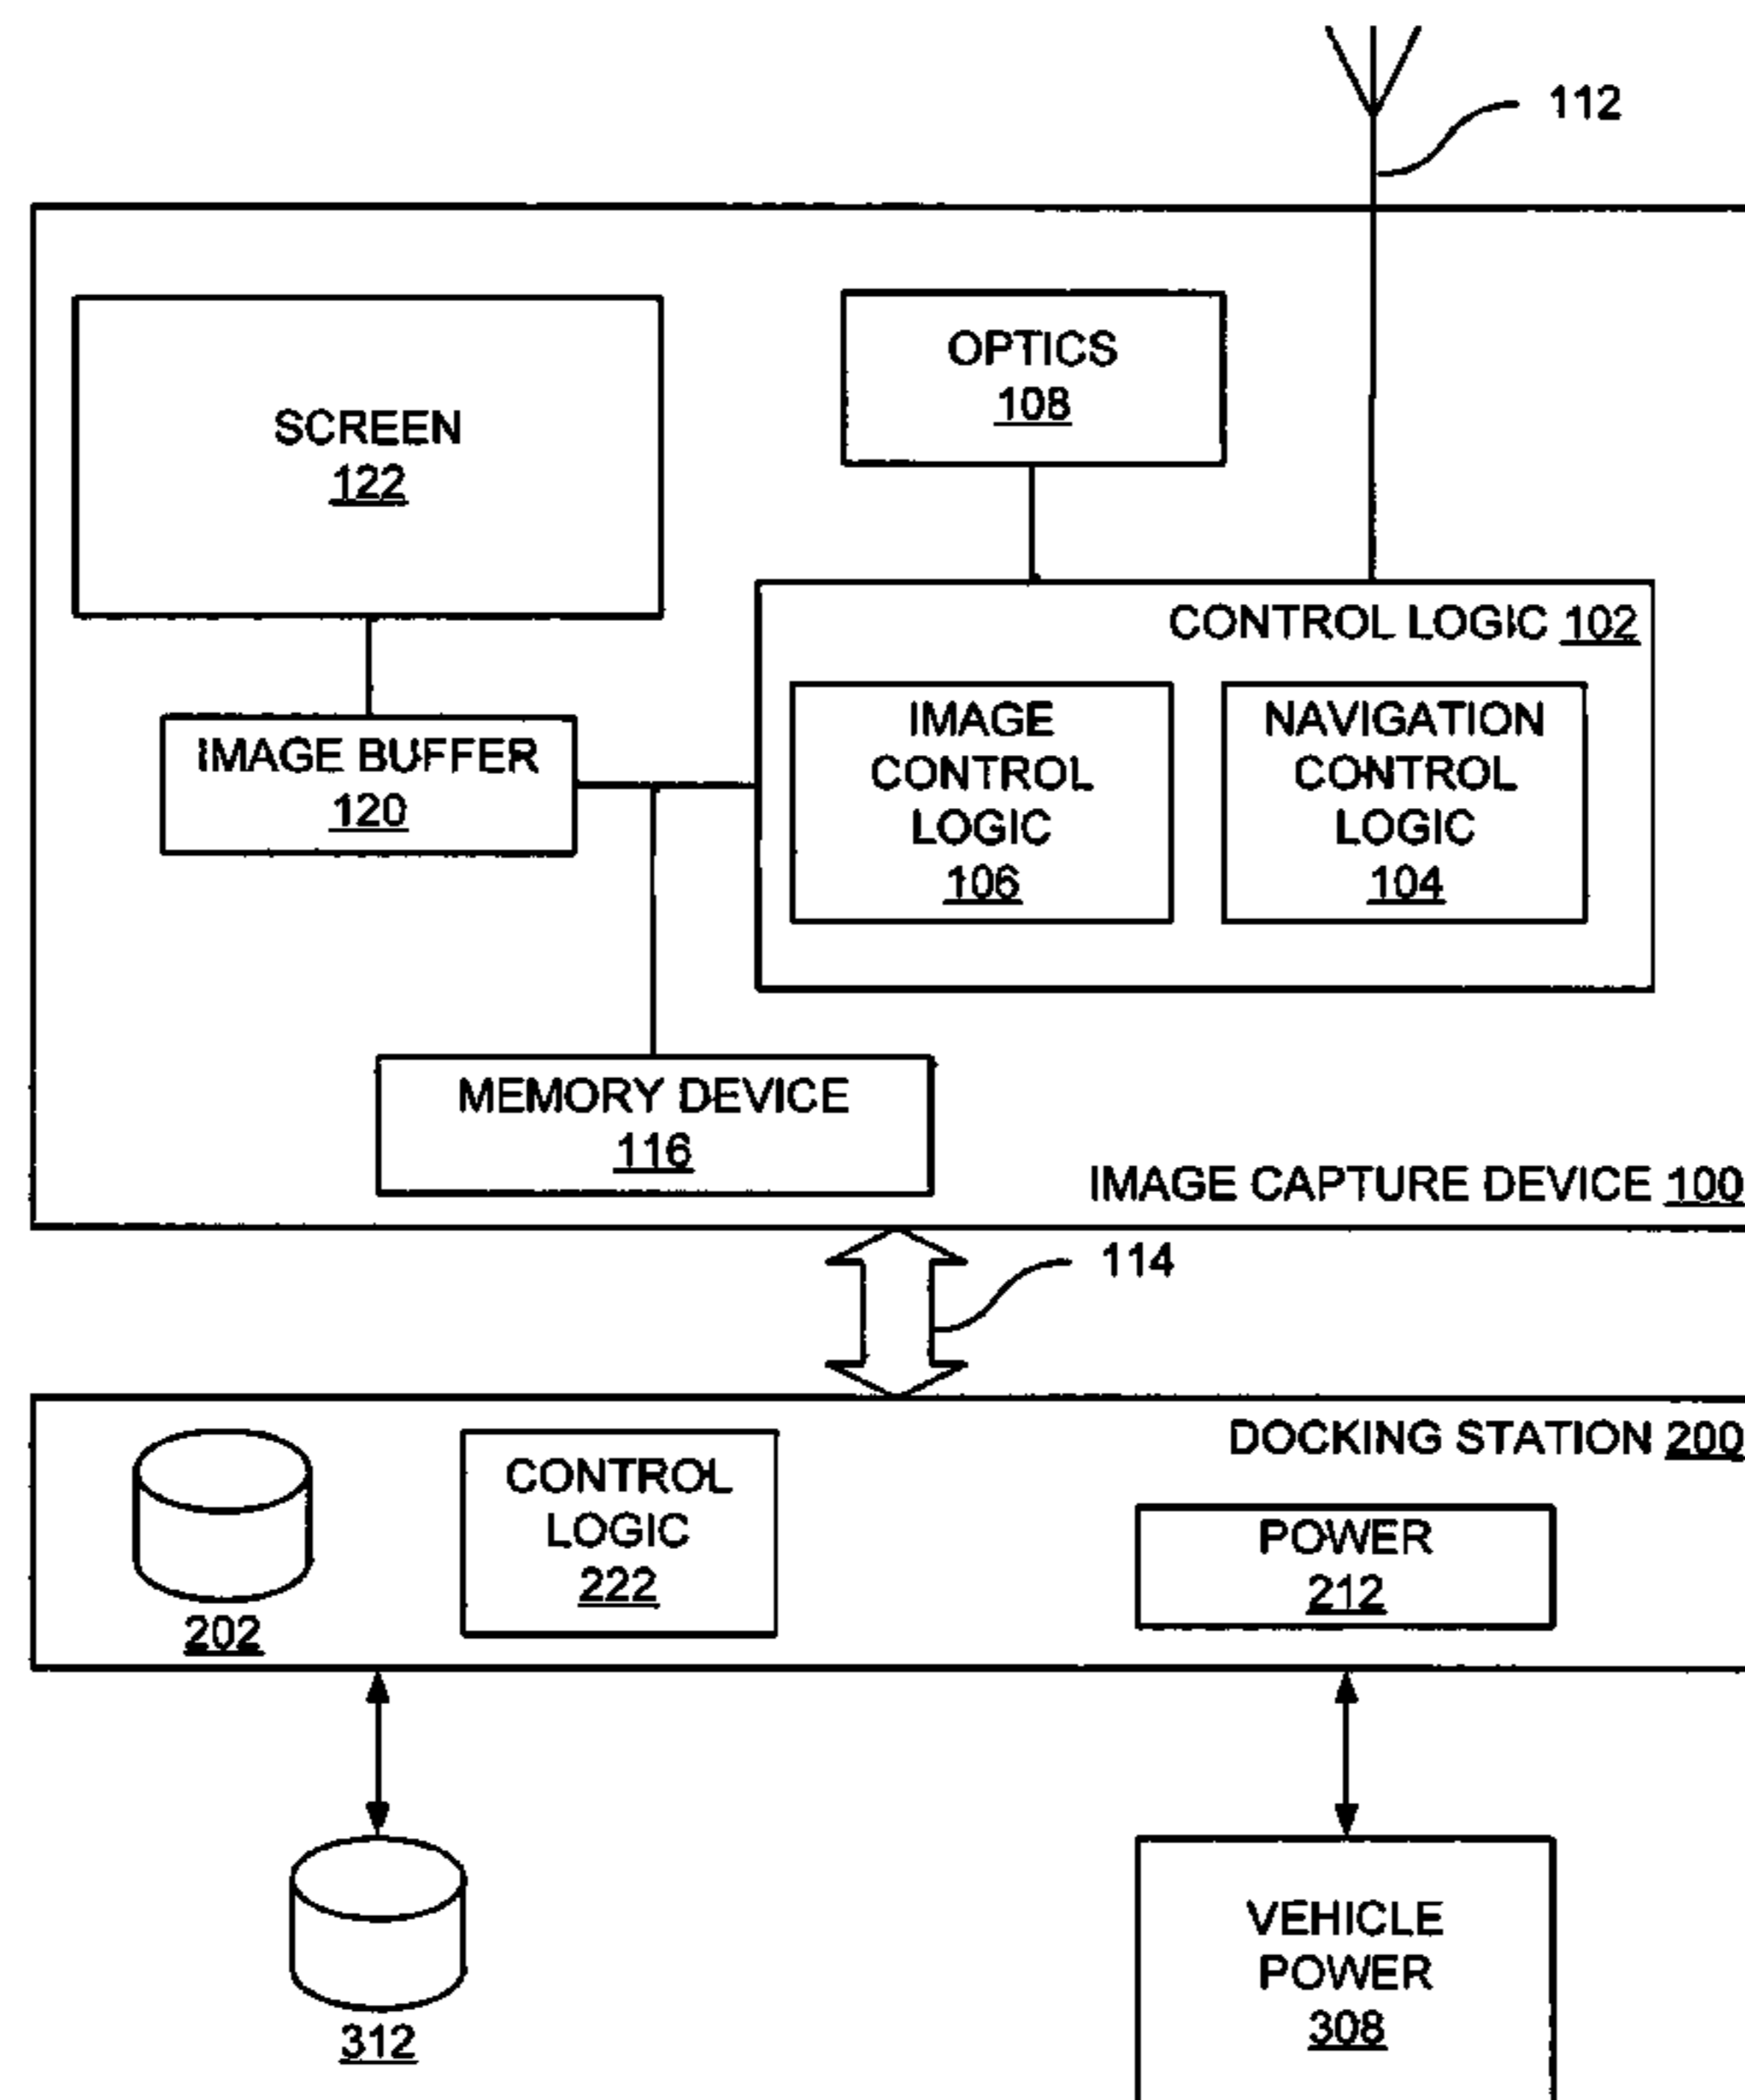 112
SCREEN
122
OPTICS
108
CONTROL LOGIC 102
IMAGE
CONTROL
LOGIC
106
NAVIGATION
CONTROL
LOGIC
104
IMAGE BUFFER
120
MEMORY DEVICE
116
IMAGE CAPTURE DEVICE 100
114
DOCKING STATION 200
202
CONTROL
LOGIC
222
POWER
212
312
VEHICLE
POWER
308